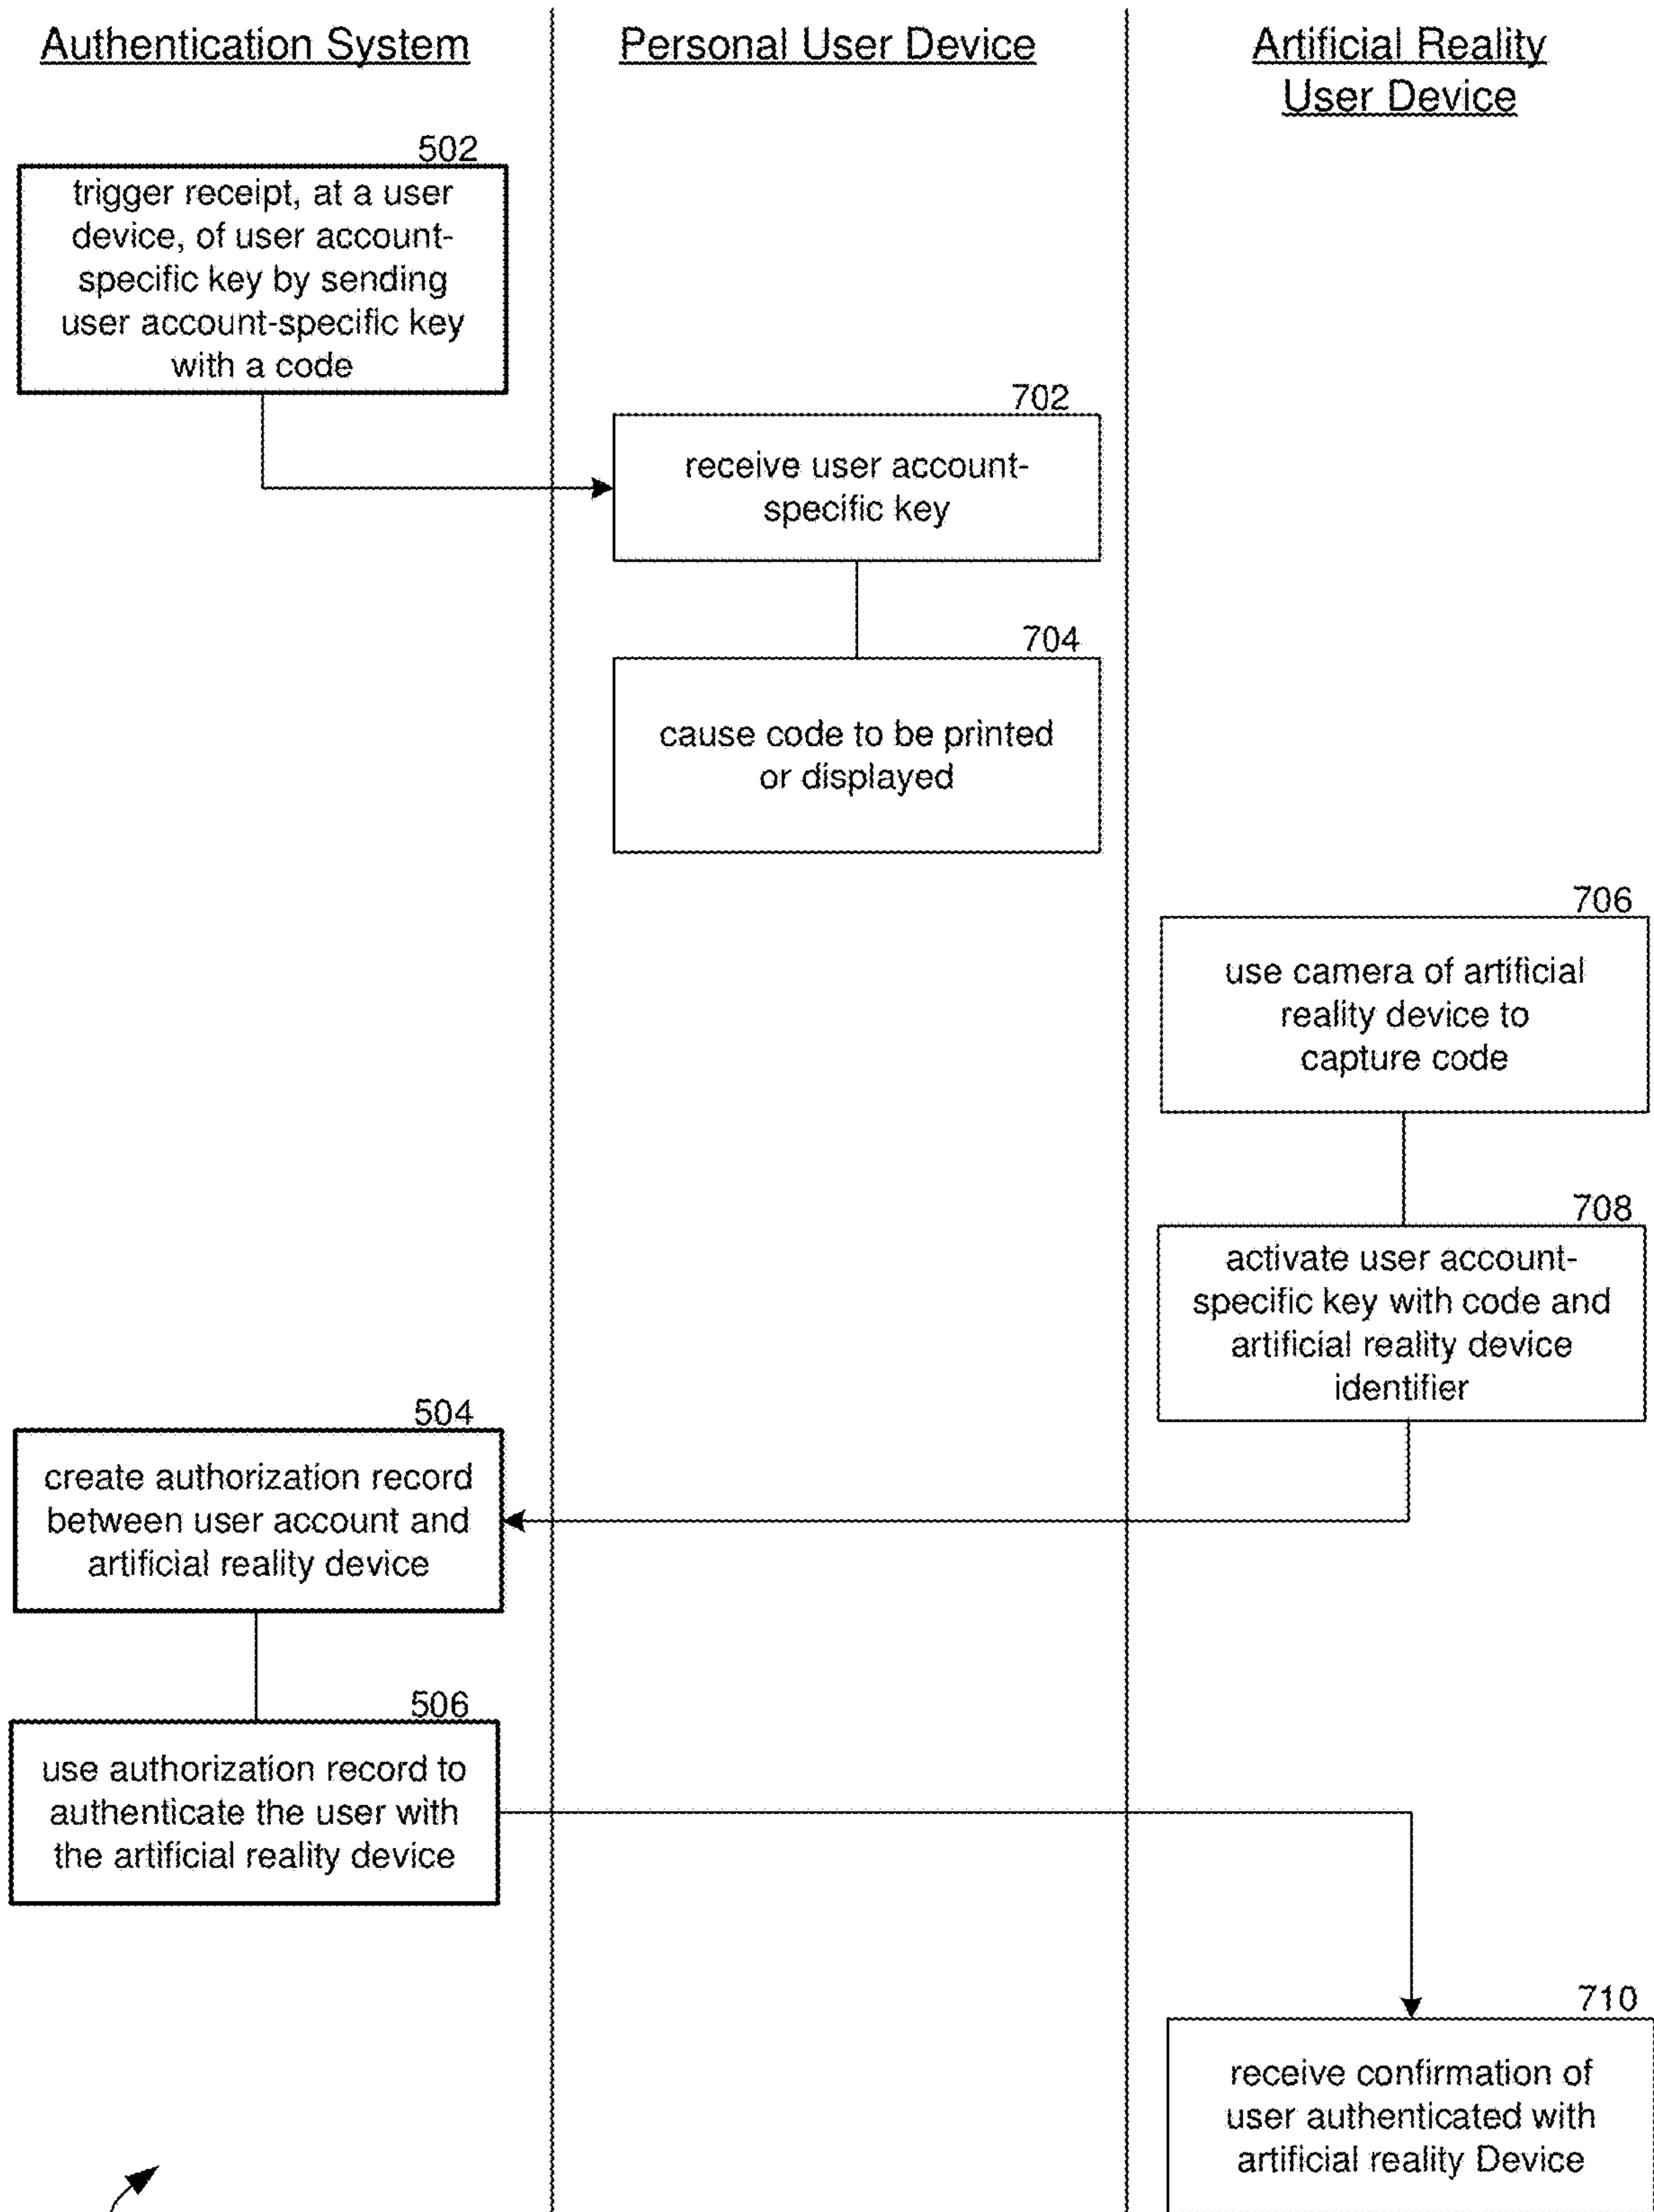 Authentication System
Personal User Device
Artificial Reality
User Device
502
trigger receipt, at a user
device, of user account-
specific key by sending
user account-specific key
with a code
702
receive user account-
specific key
704
cause code to be printed
or displayed
706
use camera of artificial
reality device to
capture code
708
activate user account-
specific key with code and
artificial reality device
identifier
504
create authorization record
between user account and
artificial reality device
506
use authorization record to
authenticate the user with
the artificial reality device
710
receive confirmation of
user authenticated with
artificial reality Device